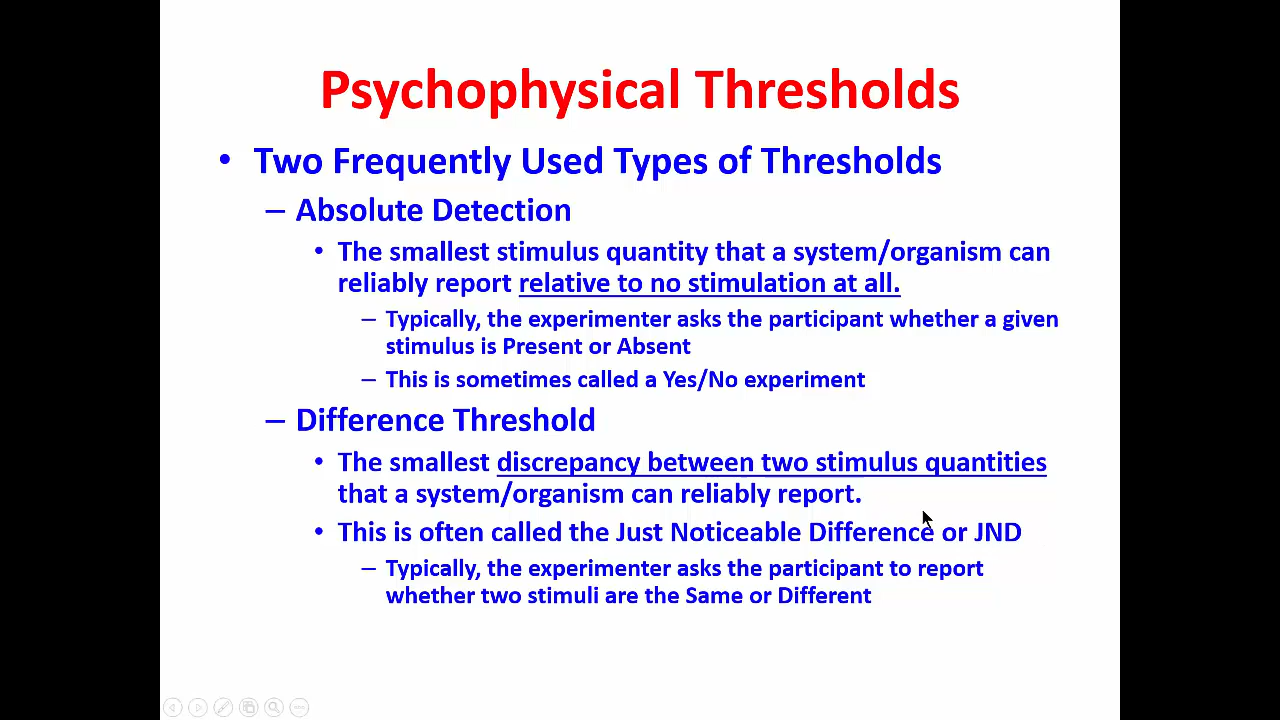 Psychophysical Thresholds
• Two Frequently Used Types of Thresholds
– Absolute Detection
• The smallest stimulus quantity that a system/organism can
reliably report relative to no stimulation at all.
– Typically, the experimenter asks the participant whether a given
stimulus is Present or Absent
– This is sometimes called a Yes/No experiment
– Difference Threshold
• The smallest discrepancy between two stimulus quantities
that a system/organism can reliably report.
• This is often called the Just Noticeable Difference or JND
– Typically, the experimenter asks the participant to report
whether two stimuli are the Same or Different